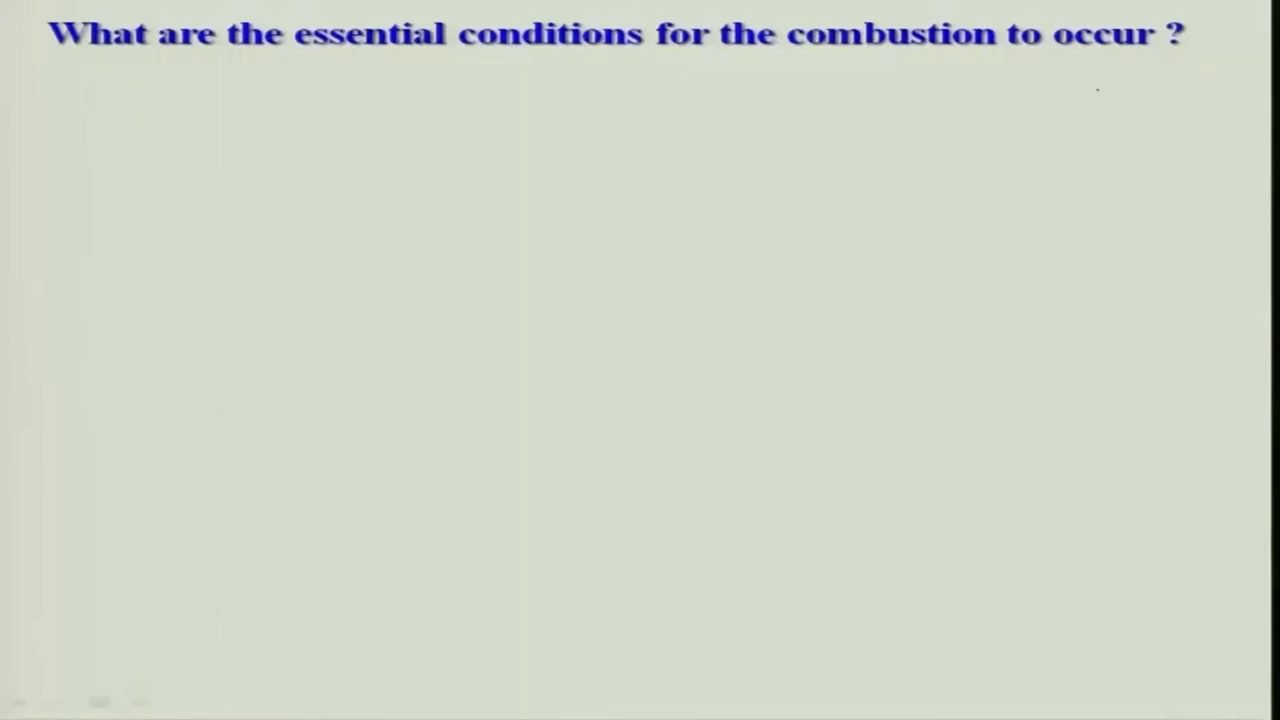 What are the essential conditions for the combustion to occur ?